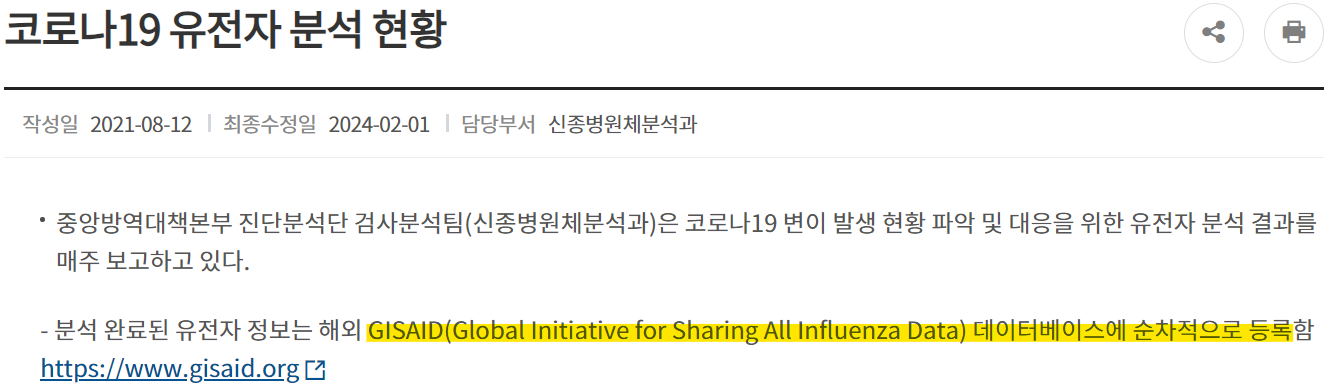 코로나19 유전자 분석 현황
작성일 2021-08-12 최종수정일 2024-02-01 담당부서 신종병원체분석과
• 중앙방역대책본부 진단분석단 검사분석팀(신종병원체분석과)은 코로나19 변이 발생 현황 파악 및 대응을 위한 유전자 분석 결과를
매주 보고하고 있다.
- 분석 완료된 유전자 정보는 해외 GISAID(Global Initiative for Sharing All Influenza Data) 데이터베이스에 순차적으로 등록함
https://www.gisaid.org